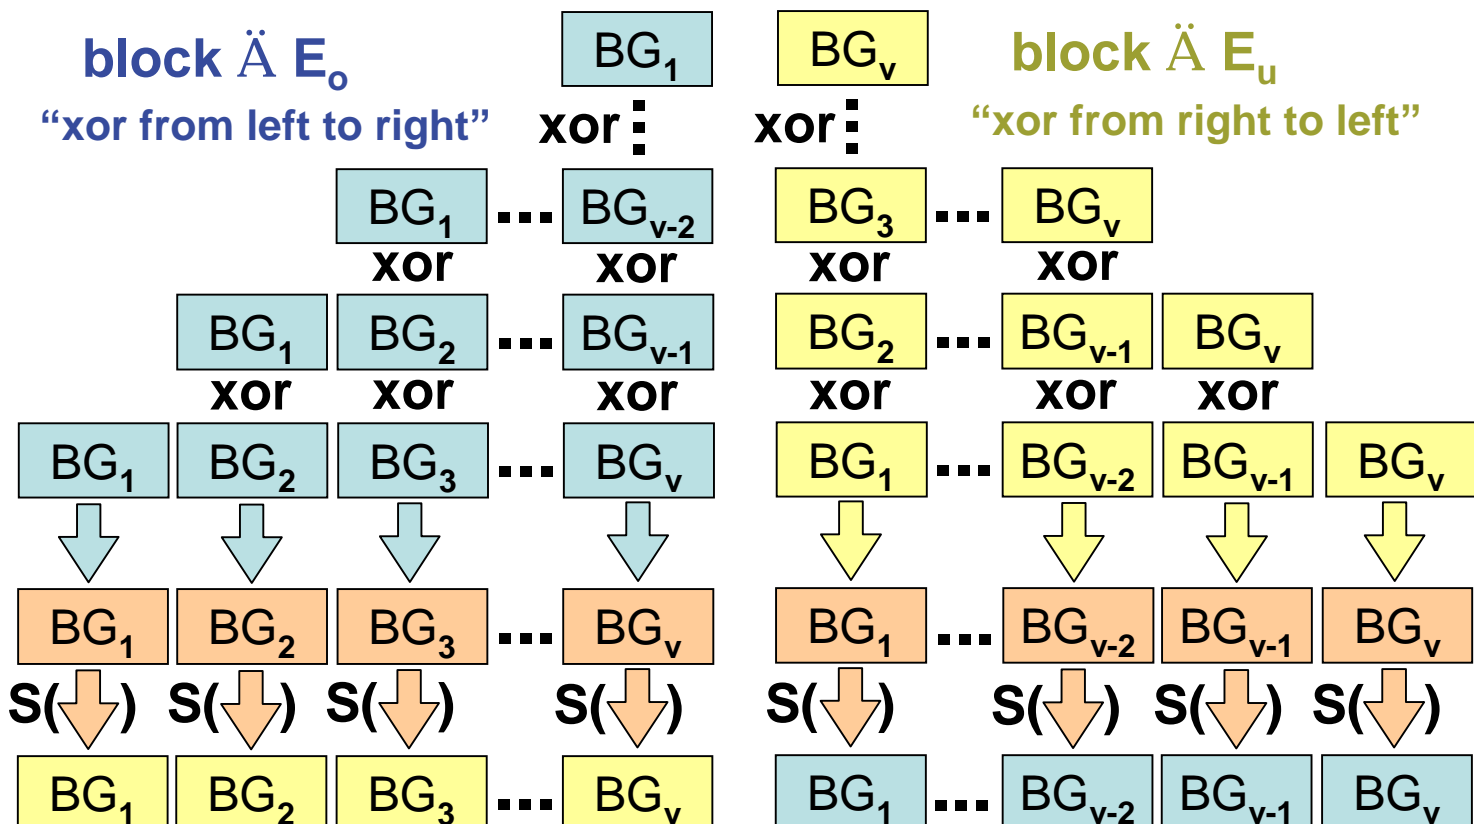 block Ä Eₒ
“xor from left to right”
BG₁
xor
BG₁ BGᵥ₋₂
xor xor
BG₁ BG₂ BGᵥ₋₁
xor xor xor
BG₁ BG₂ BG₃ BGᵥ
BG₁ BG₂ BG₃ BGᵥ
S( ) S( ) S( ) S( )
BG₁ BG₂ BG₃ BGᵥ
block Ä Eᵤ
“xor from right to left”
BGᵥ
xor
BG₃ BGᵥ
xor xor
BG₂ BGᵥ₋₁ BGᵥ
xor xor xor
BG₁ BGᵥ₋₂ BGᵥ₋₁ BGᵥ
BG₁ BGᵥ₋₂ BGᵥ₋₁ BGᵥ
S( ) S( ) S( ) S( )
BG₁ BGᵥ₋₂ BGᵥ₋₁ BGᵥ